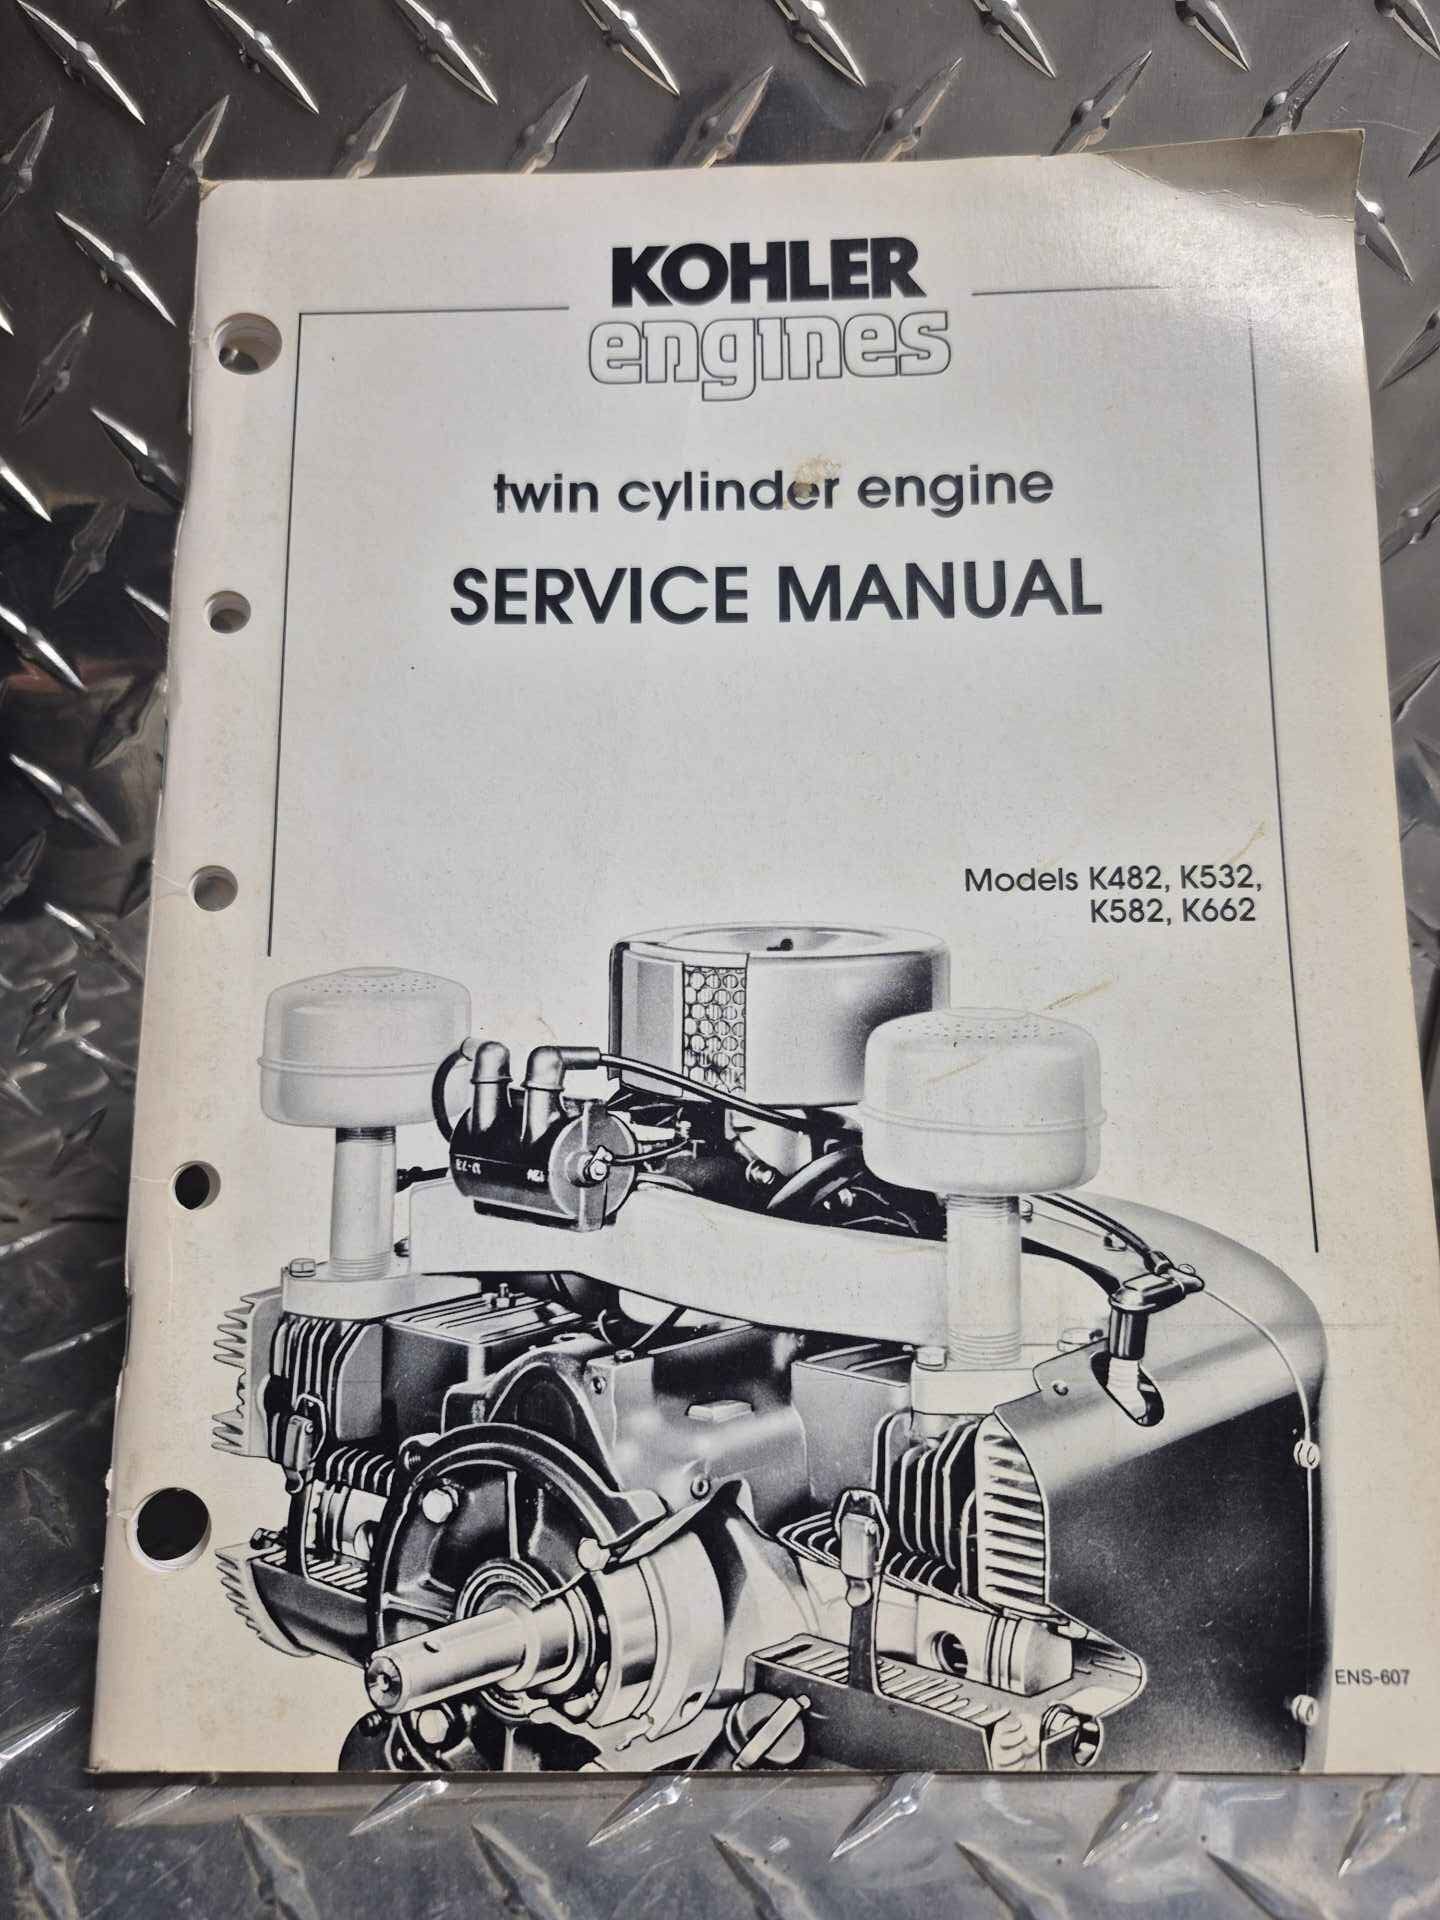 KOHLER
engines
twin cylinder engine
SERVICE MANUAL
Models K482, K532,
K582, K662
ENS-607